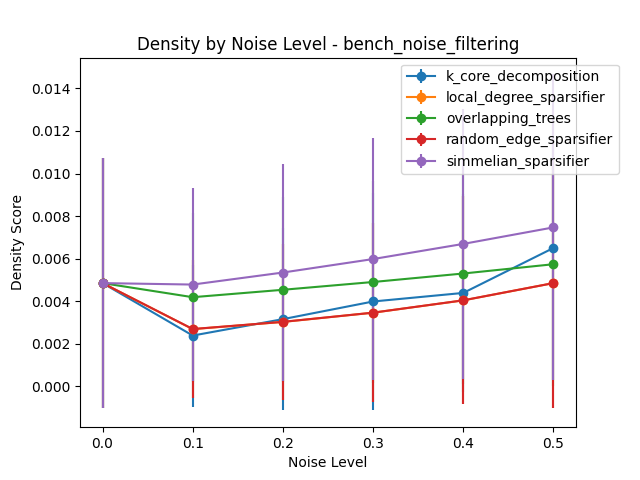 Density by Noise Level - bench_noise_filtering
k_core_decomposition
local_degree_sparsifier
overlapping_trees
random_edge_sparsifier
simmelian_sparsifier
Density Score
0.014
0.012
0.010
0.008
0.006
0.004
0.002
0.000
0.0 0.1 0.2 0.3 0.4 0.5
Noise Level